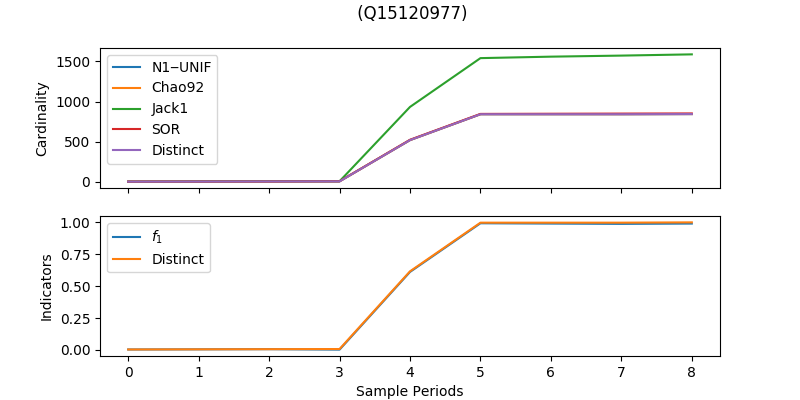 (Q15120977)
Cardinality
1500
1000
500
0
N1−UNIF
Chao92
Jack1
SOR
Distinct
Indicators
1.00
0.75
0.50
0.25
0.00
f1
Distinct
0 1 2 3 4 5 6 7 8
Sample Periods